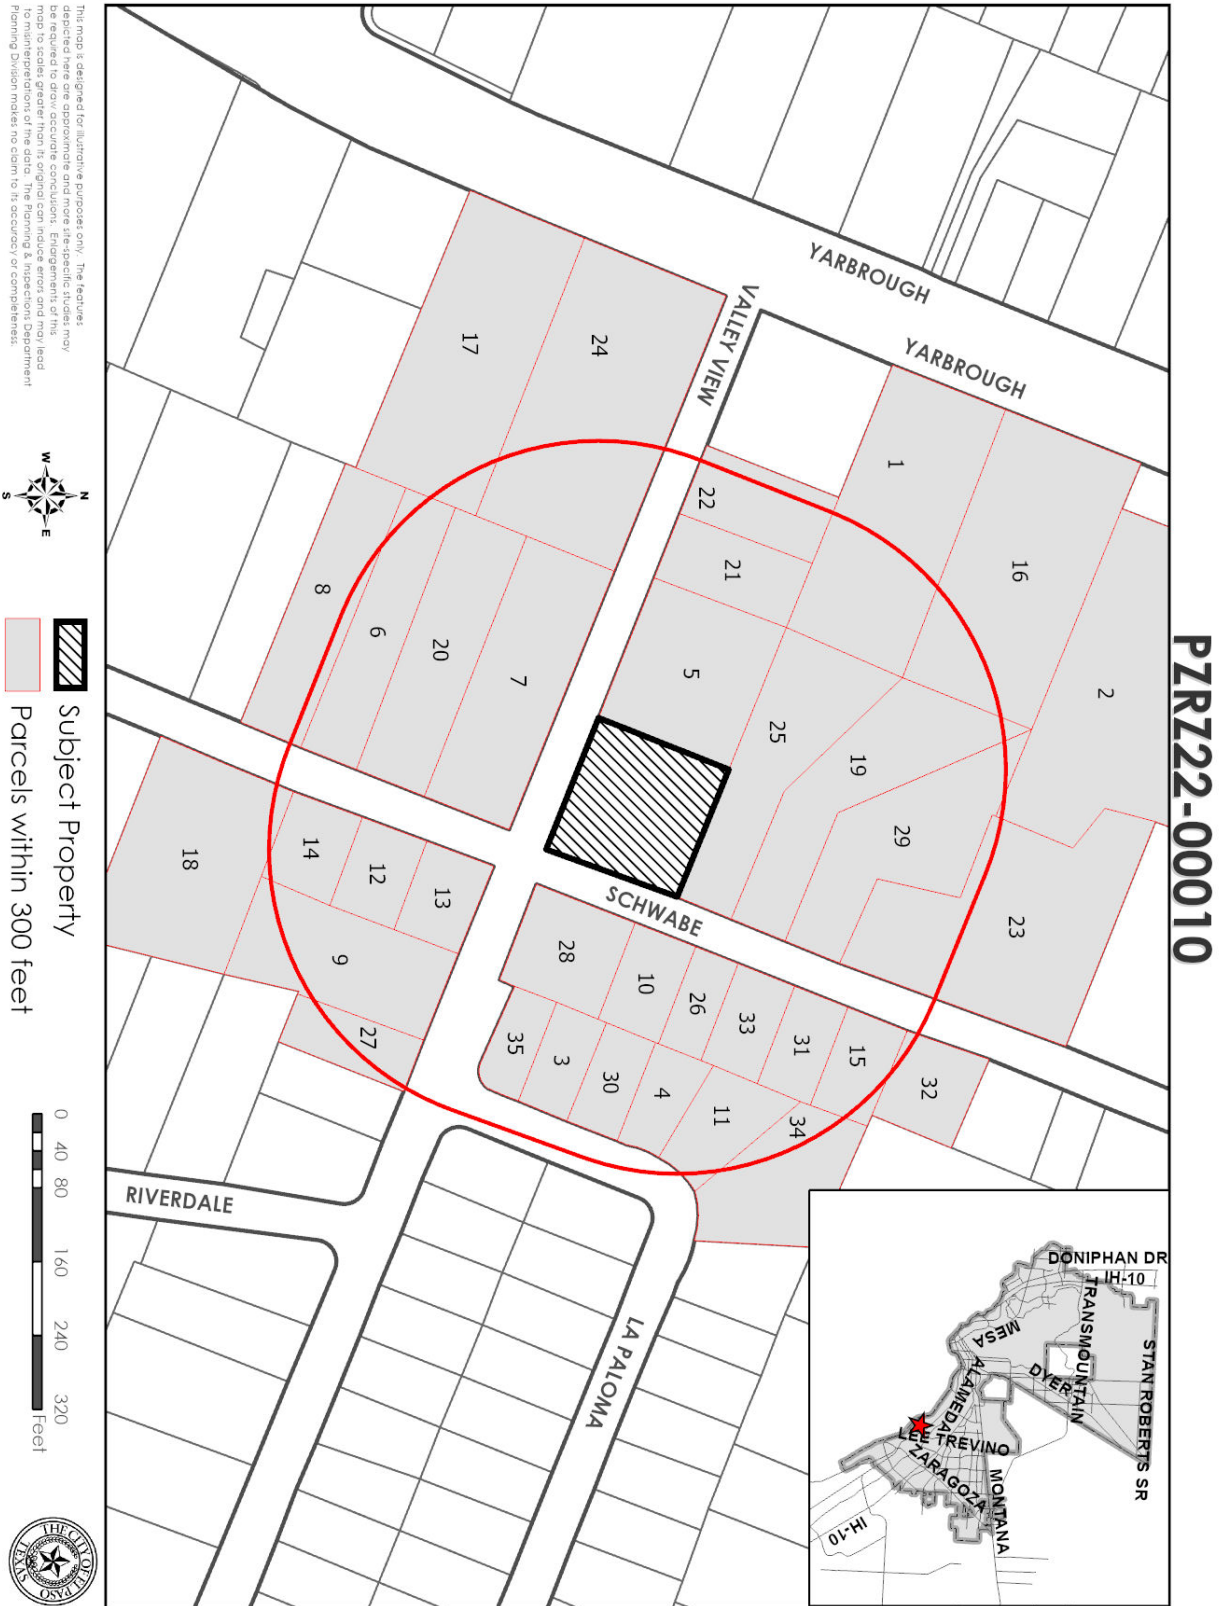 PZRZ22-00010
YARBROUGH
YARBROUGH
VALLEY VIEW
SCHWABE
RIVERDALE
LA PALOMA
1
2
3
4
5
6
7
8
9
10
11
12
13
14
15
16
17
18
19
20
21
22
23
24
25
26
27
28
29
30
31
32
33
34
35
DONIPHAN DR
IH-10
TRANSMOUNTAIN
STAN ROBERTS SR
MESA
DYER
ALAMEDA
LEE TREVINO
ZARAGOZA
MONTANA
IH-10
This map is designed for illustrative purposes only. The features
depicted here are approximate and more site-specific studies may
be required to draw accurate conclusions. Enlargements of this
map to scales greater than its original can induce errors and may lead
to misinterpretations of the data. The Planning & Inspections Department
Planning Division makes no claim to its accuracy or completeness.
N
W
E
S
Subject Property
Parcels within 300 feet
0 40 80 160 240 320
Feet
THE CITY OF EL PASO
TEXAS